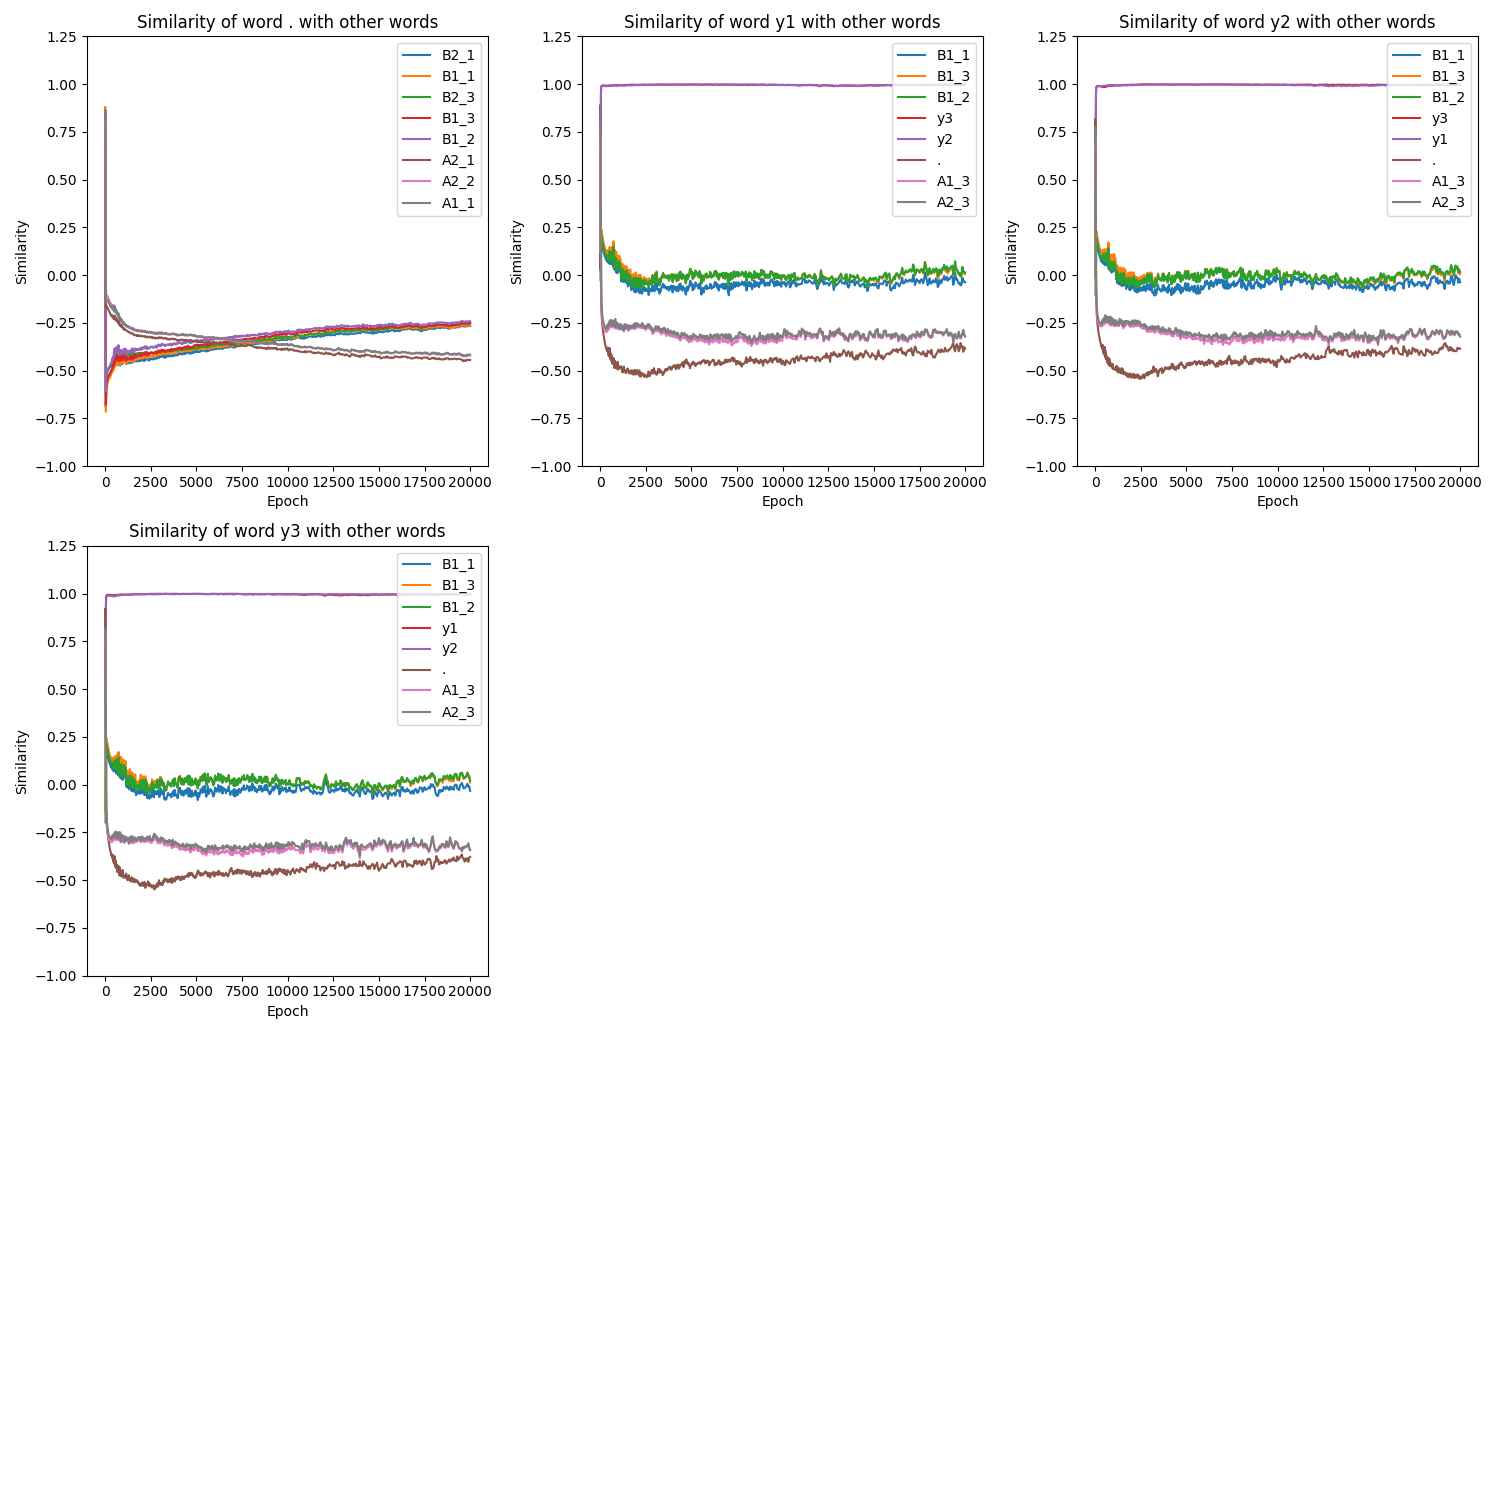 Similarity of word . with other words
1.25
1.00
0.75
0.50
0.25
0.00
−0.25
−0.50
−0.75
−1.00
Similarity
B2_1
B1_1
B2_3
B1_3
B1_2
A2_1
A2_2
A1_1
0 2500 5000 7500 10000 12500 15000 17500 20000
Epoch
Similarity of word y1 with other words
1.25
1.00
0.75
0.50
0.25
0.00
−0.25
−0.50
−0.75
−1.00
Similarity
B1_1
B1_3
B1_2
y3
y2
.
A1_3
A2_3
0 2500 5000 7500 10000 12500 15000 17500 20000
Epoch
Similarity of word y2 with other words
1.25
1.00
0.75
0.50
0.25
0.00
−0.25
−0.50
−0.75
−1.00
Similarity
B1_1
B1_3
B1_2
y3
y1
.
A1_3
A2_3
0 2500 5000 7500 10000 12500 15000 17500 20000
Epoch
Similarity of word y3 with other words
1.25
1.00
0.75
0.50
0.25
0.00
−0.25
−0.50
−0.75
−1.00
Similarity
B1_1
B1_3
B1_2
y1
y2
.
A1_3
A2_3
0 2500 5000 7500 10000 12500 15000 17500 20000
Epoch